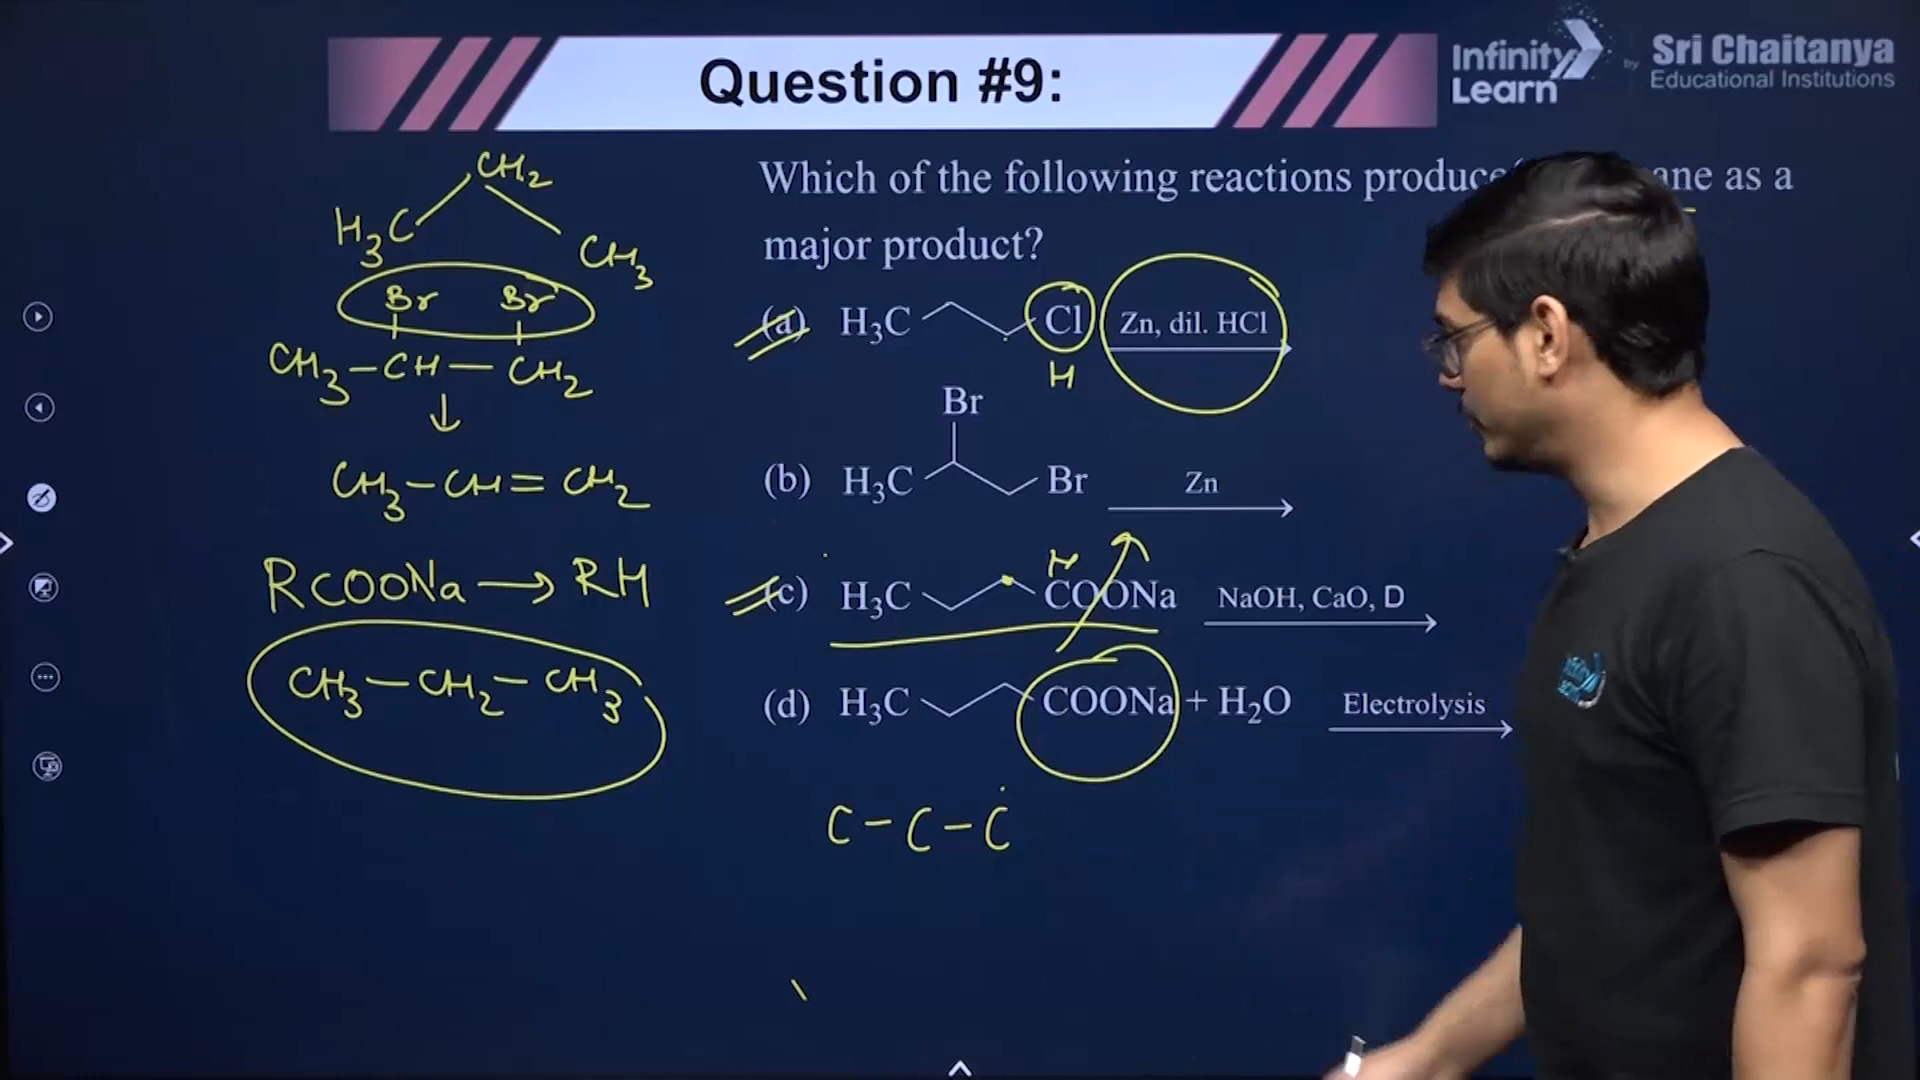 Question #9:
Infinity Learn by Sri Chaitanya Educational Institutions
Which of the following reactions as a
major product?
(a) H₃C Cl Zn, dil. HCl
H
(b) H₃C Br Br Zn
(c) H₃C COONa NaOH, CaO, D
H
(d) H₃C COONa + H₂O Electrolysis
C-C-Ċ
CH₂
H₃C CH₃
Br Br
CH₃-CH-CH₂
↓
CH₃-CH=CH₂
RCOONa → RH
CH₃-CH₂-CH₃